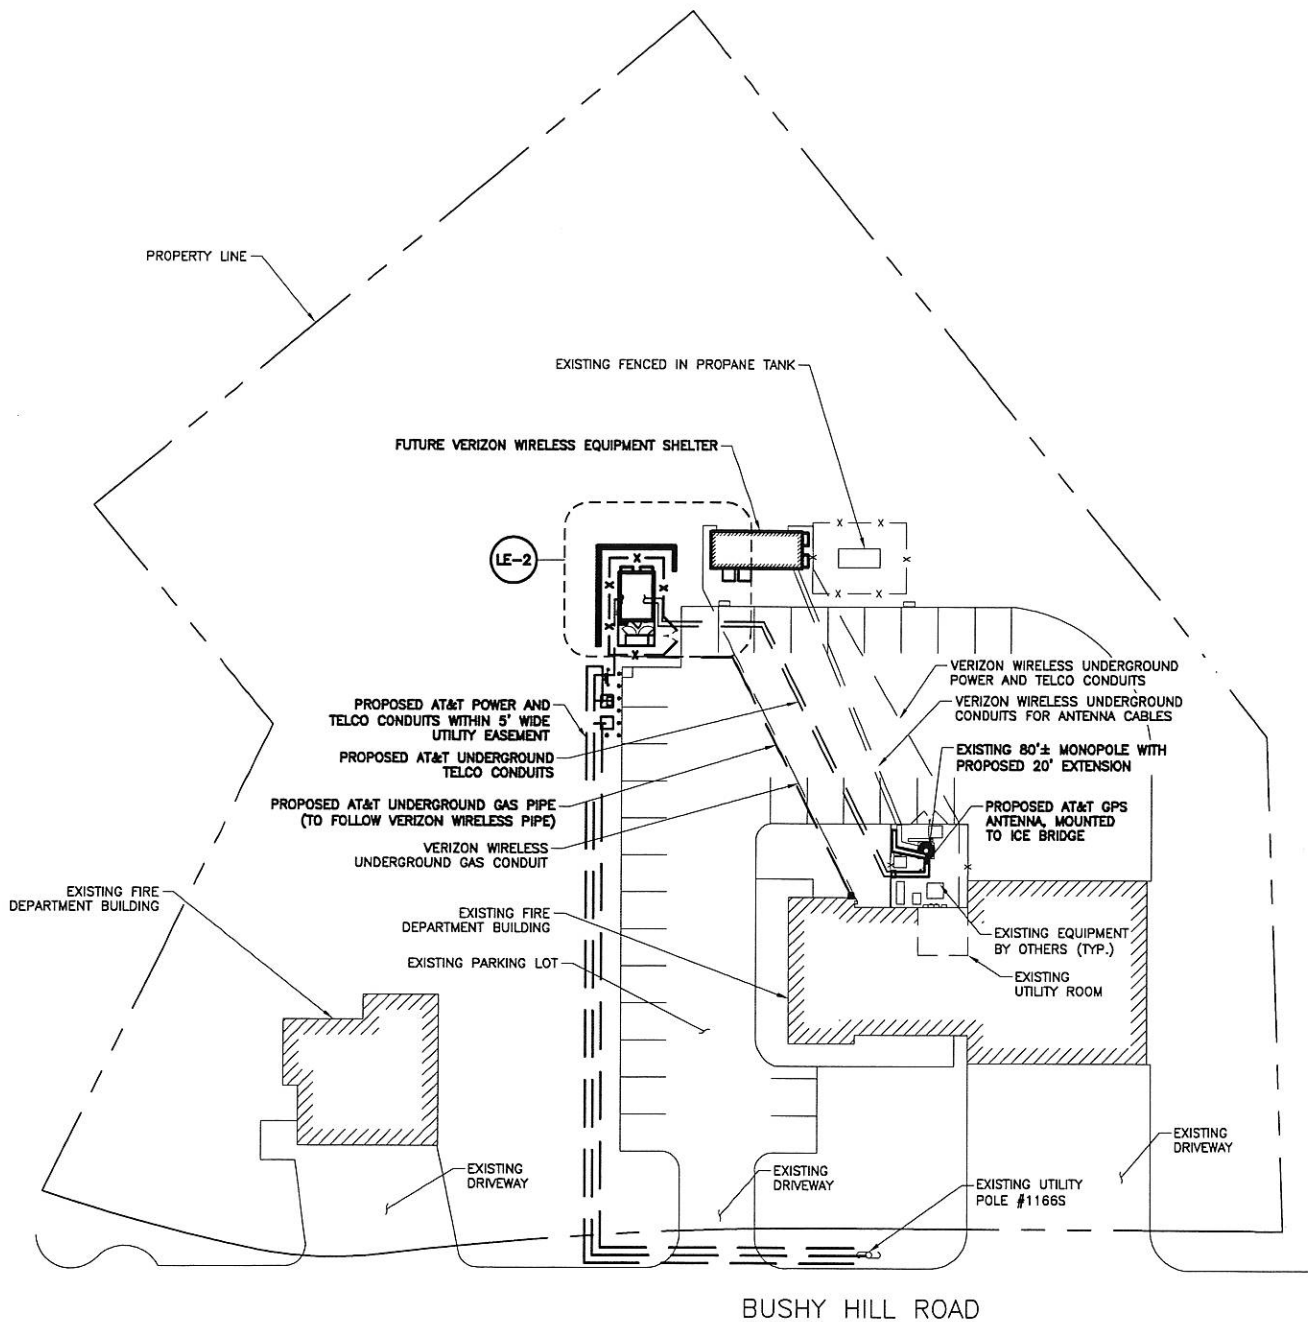 PROPERTY LINE
EXISTING FENCED IN PROPANE TANK
FUTURE VERIZON WIRELESS EQUIPMENT SHELTER
LE-2
VERIZON WIRELESS UNDERGROUND
POWER AND TELCO CONDUITS
VERIZON WIRELESS UNDERGROUND
CONDUITS FOR ANTENNA CABLES
PROPOSED AT&T POWER AND
TELCO CONDUITS WITHIN 5' WIDE
UTILITY EASEMENT
PROPOSED AT&T UNDERGROUND
TELCO CONDUITS
EXISTING 80'± MONOPOLE WITH
PROPOSED 20' EXTENSION
PROPOSED AT&T UNDERGROUND GAS PIPE
(TO FOLLOW VERIZON WIRELESS PIPE)
PROPOSED AT&T GPS
ANTENNA, MOUNTED
TO ICE BRIDGE
VERIZON WIRELESS
UNDERGROUND GAS CONDUIT
EXISTING FIRE
DEPARTMENT BUILDING
EXISTING FIRE
DEPARTMENT BUILDING
EXISTING EQUIPMENT
BY OTHERS (TYP.)
EXISTING PARKING LOT
EXISTING
UTILITY ROOM
EXISTING
DRIVEWAY
EXISTING
DRIVEWAY
EXISTING
DRIVEWAY
EXISTING UTILITY
POLE #1166S
BUSHY HILL ROAD